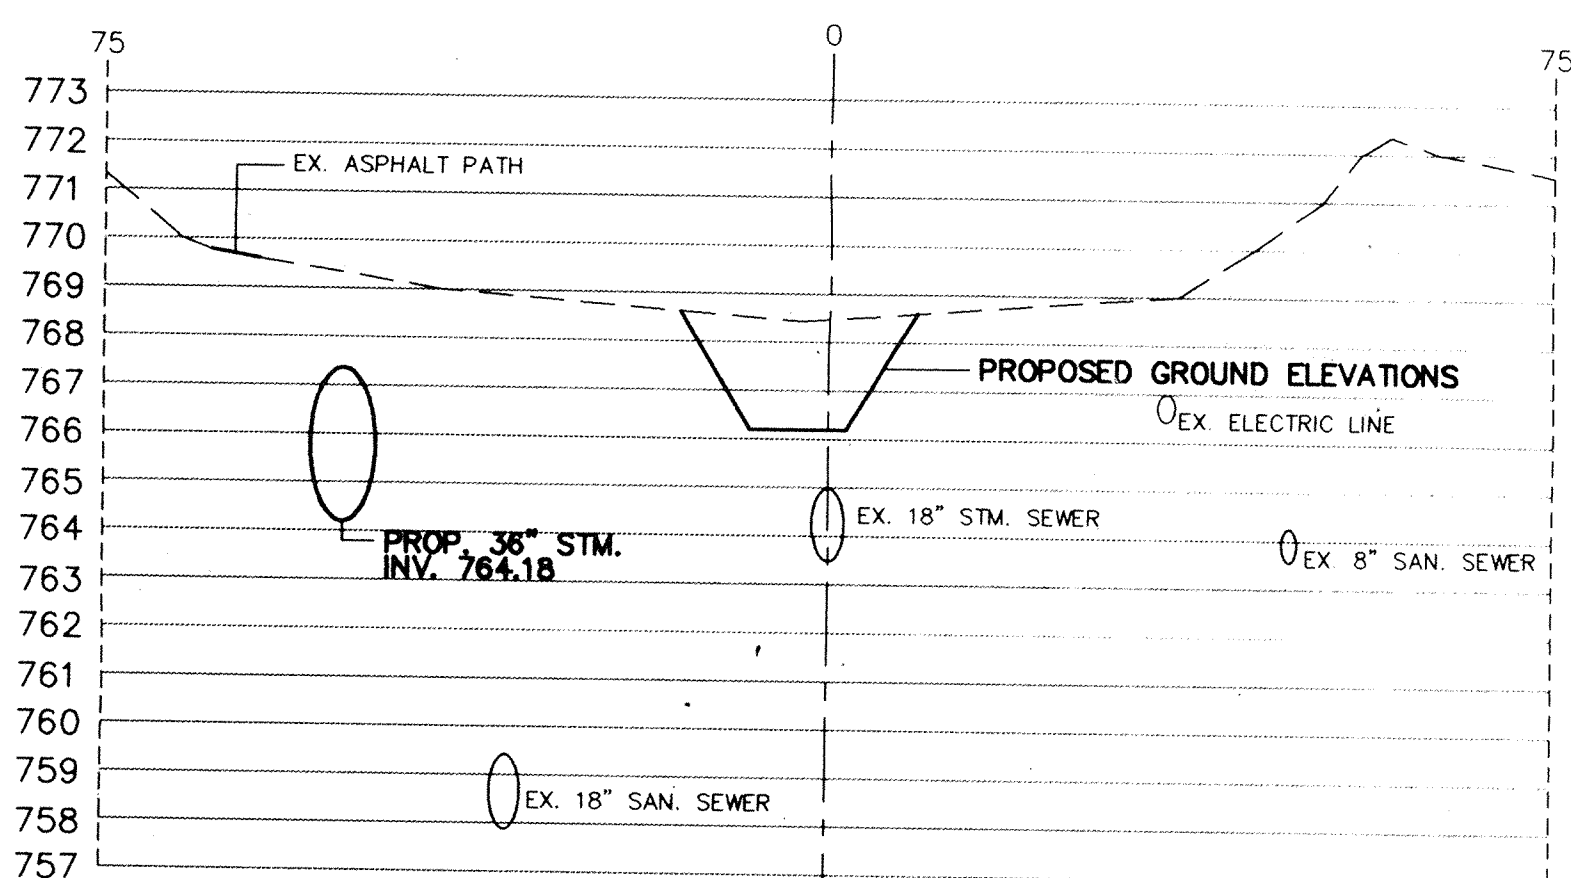 75
0
75
773
772
EX. ASPHALT PATH
771
770
769
768
767
PROPOSED GROUND ELEVATIONS
EX. ELECTRIC LINE
766
765
EX. 18" STM. SEWER
764
PROP. 36" STM.
INV. 764.18
EX. 8" SAN. SEWER
763
762
761
760
759
EX. 18" SAN. SEWER
758
757